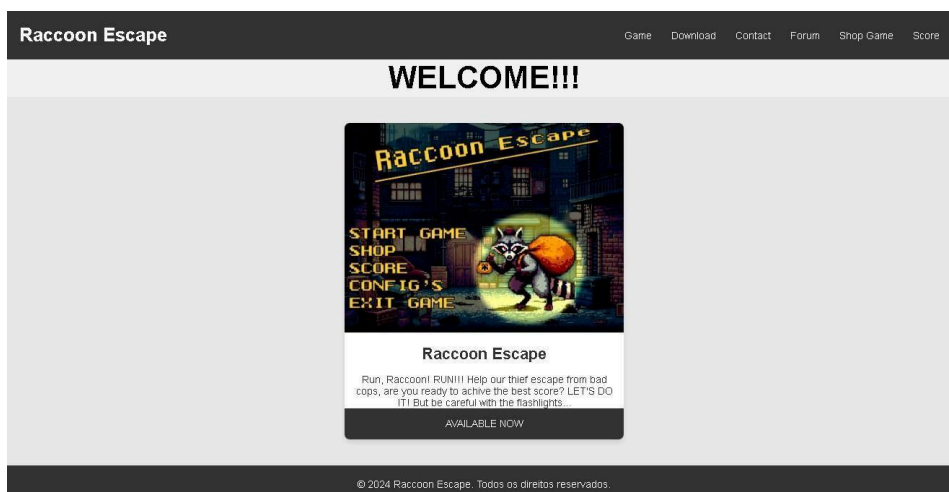 Raccoon Escape
Game Download Contact Forum Shop Game Score
WELCOME!!!
Raccoon Escape
START GAME
SHOP
SCORE
CONFIG'S
EXIT GAME
Raccoon Escape
Run, Raccoon! RUN!!! Help our thief escape from bad
cops, are you ready to achive the best score? LET'S DO
IT! But be careful with the flashlights...
AVAILABLE NOW
© 2024 Raccoon Escape. Todos os direitos reservados.